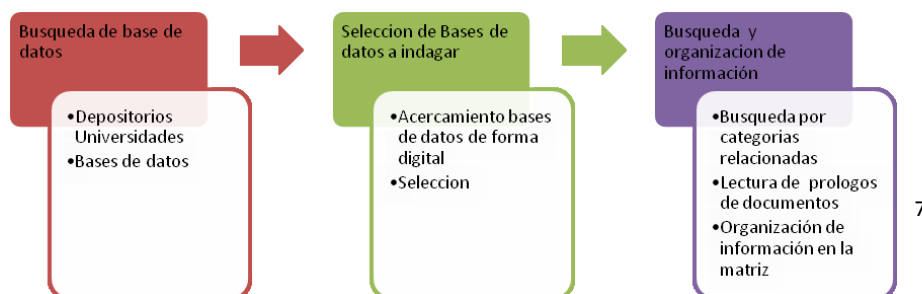 Busqueda de base de
datos
•Depositorios
Universidades
•Bases de datos
Seleccion de Bases de
datos a indagar
•Acercamiento bases
de datos de forma
digital
•Seleccion
Busqueda y
organizacion de
información
•Busqueda por
categorias
relacionadas
•Lectura de prologos
de documentos
•Organización de
información en la
matriz
7